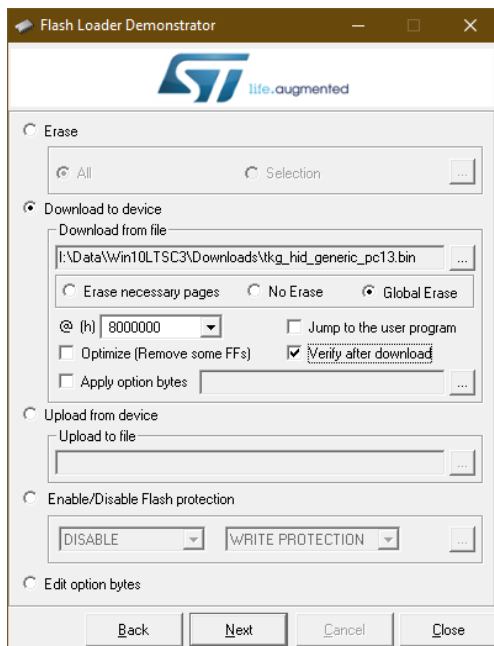 Flash Loader Demonstrator
ST life.augmented
Erase
All Selection ...
Download to device
Download from file
I:\Data\Win10LTSC3\Downloads\tkg_hid_generic_pc13.bin ...
Erase necessary pages No Erase Global Erase
@ (h) 8000000 Jump to the user program
Optimize (Remove some FFs) Verify after download
Apply option bytes ...
Upload from device
Upload to file
...
Enable/Disable Flash protection
DISABLE WRITE PROTECTION ...
Edit option bytes
Back Next Cancel Close